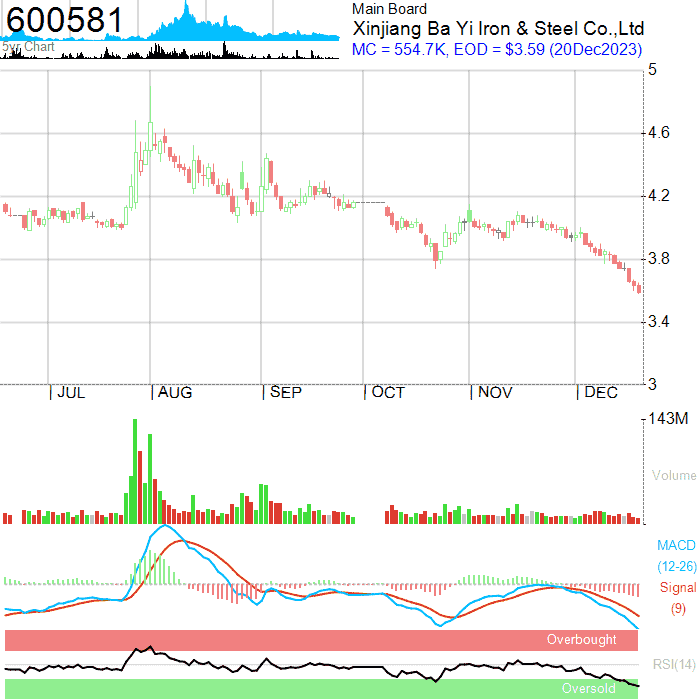 600581
5yr Chart
Main Board
Xinjiang Ba Yi Iron & Steel Co.,Ltd
MC = 554.7K, EOD = $3.59 (20Dec2023)
5
4.6
4.2
3.8
3.4
3
JUL
AUG
SEP
OCT
NOV
DEC
143M
Volume
MACD
(12-26)
Signal
(9)
Overbought
RSI(14)
Oversold